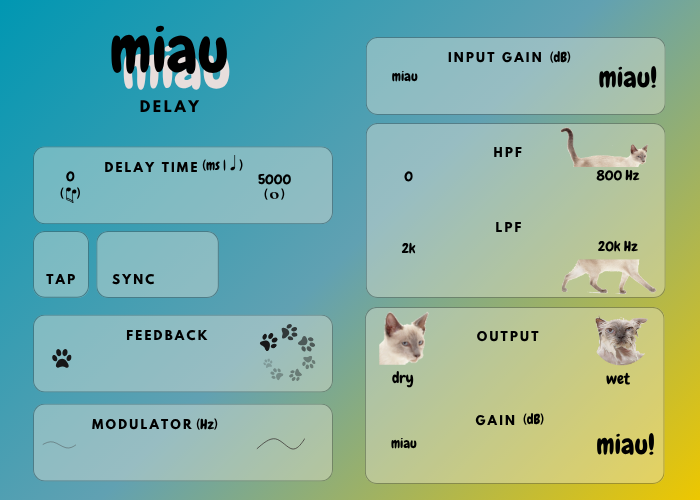 miau
DELAY
DELAY TIME (ms | ♩)
0
5000
(𝅝)
TAP
SYNC
FEEDBACK
MODULATOR (Hz)
INPUT GAIN (dB)
miau
miau!
HPF
0
800 Hz
LPF
2k
20k Hz
OUTPUT
dry
wet
GAIN (dB)
miau
miau!